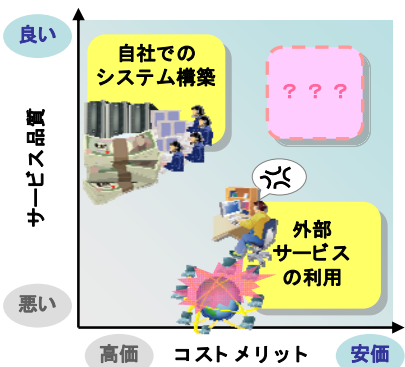 良い
自社での
システム構築
？？？
サービス品質
外部
サービス
の利用
悪い
高価
コストメリット
安価